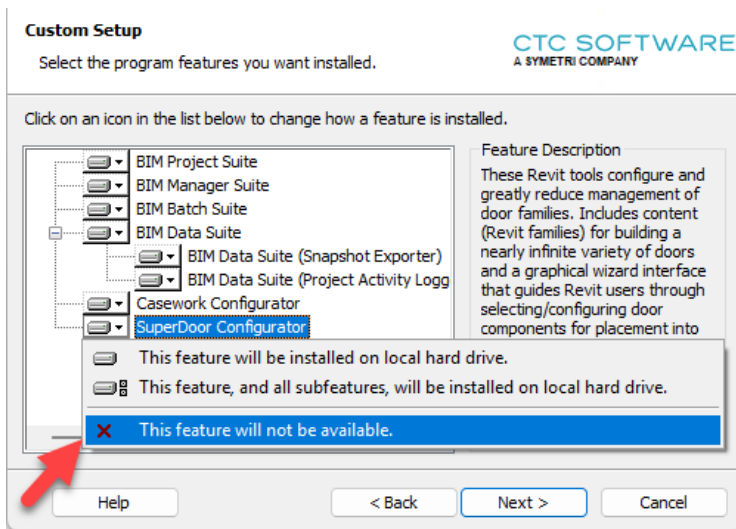 Custom Setup
Select the program features you want installed.
CTC SOFTWARE
A SYMETRI COMPANY
Click on an icon in the list below to change how a feature is installed.
BIM Project Suite
BIM Manager Suite
BIM Batch Suite
BIM Data Suite
BIM Data Suite (Snapshot Exporter)
BIM Data Suite (Project Activity Logg
Casework Configurator
SuperDoor Configurator
Feature Description
These Revit tools configure and
greatly reduce management of
door families. Includes content
(Revit families) for building a
nearly infinite variety of doors
and a graphical wizard interface
that guides Revit users through
selecting/configuring door
components for placement into
This feature will be installed on local hard drive.
This feature, and all subfeatures, will be installed on local hard drive.
This feature will not be available.
Help
< Back
Next >
Cancel